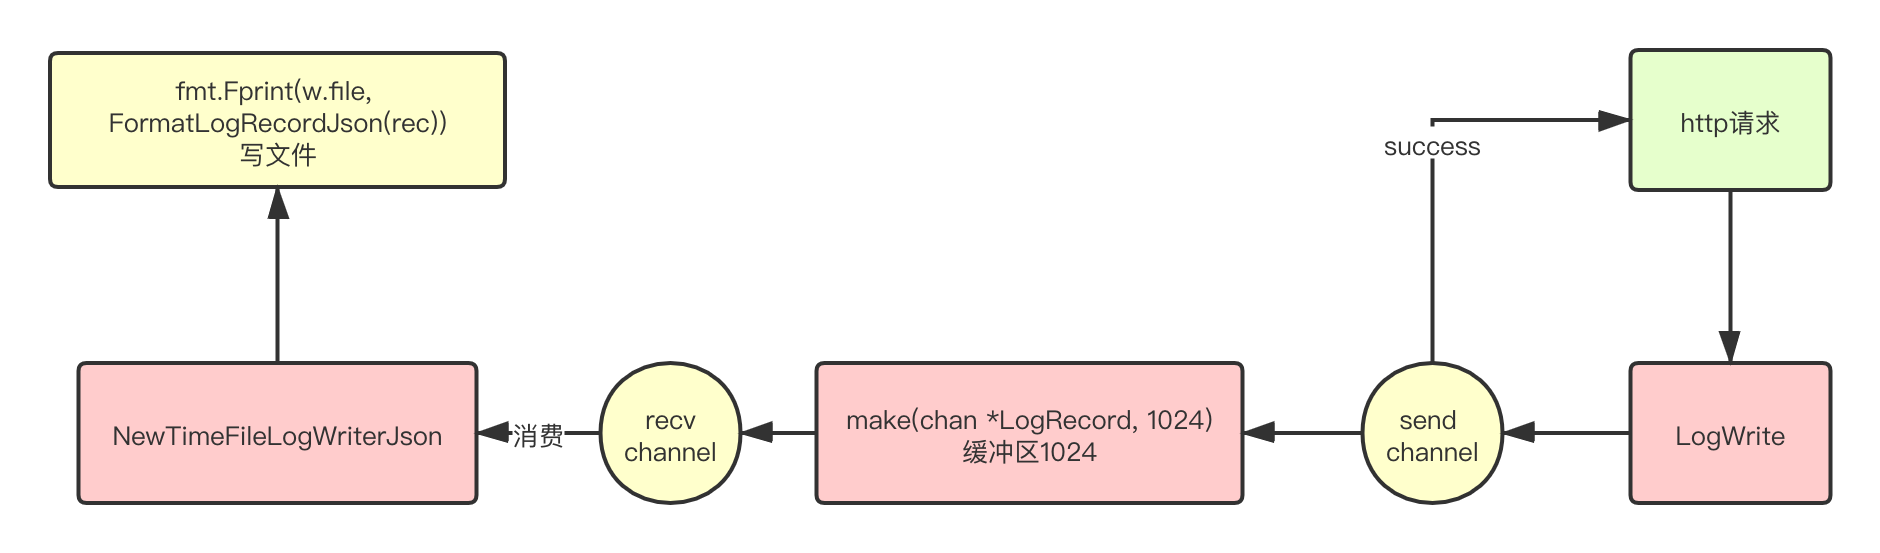 fmt.Fprint(w.file,
FormatLogRecordJson(rec))
写文件
success
http请求
NewTimeFileLogWriterJson
消费
recv
channel
make(chan *LogRecord, 1024)
缓冲区1024
send
channel
LogWrite